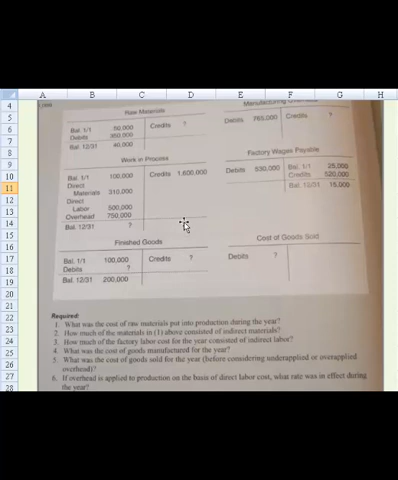 A B C D E F G H
4 Raw Materials Manufacturing
5 Bal. 1/1 50,000 Credits ? Debits 765,000 Credits ?
6 Debits 350,000
7 Bal. 12/31 40,000
8 Work in Process Factory Wages Payable
9 Bal. 1/1 100,000 Credits 1,600,000 Debits 530,000 Bal. 1/1 25,000
10 Direct Credits 520,000
11 Materials 310,000 Bal. 12/31 15,000
12 Direct
13 Labor 500,000
Overhead 750,000
14 Bal. 12/31 ?
15 Finished Goods Cost of Goods Sold
16 Bal. 1/1 100,000 Credits ? Debits ?
17 Debits ?
18 Bal. 12/31 200,000
19
20
21 Required:
22 1. What was the cost of raw materials put into production during the year?
23 2. How much of the materials in (1) above consisted of indirect materials?
24 3. How much of the factory labor cost for the year consisted of indirect labor?
25 4. What was the cost of goods manufactured for the year?
26 5. What was the cost of goods sold for the year (before considering underapplied or overapplied
overhead)?
27 6. If overhead is applied to production on the basis of direct labor cost, what rate was in effect during
28 the year?